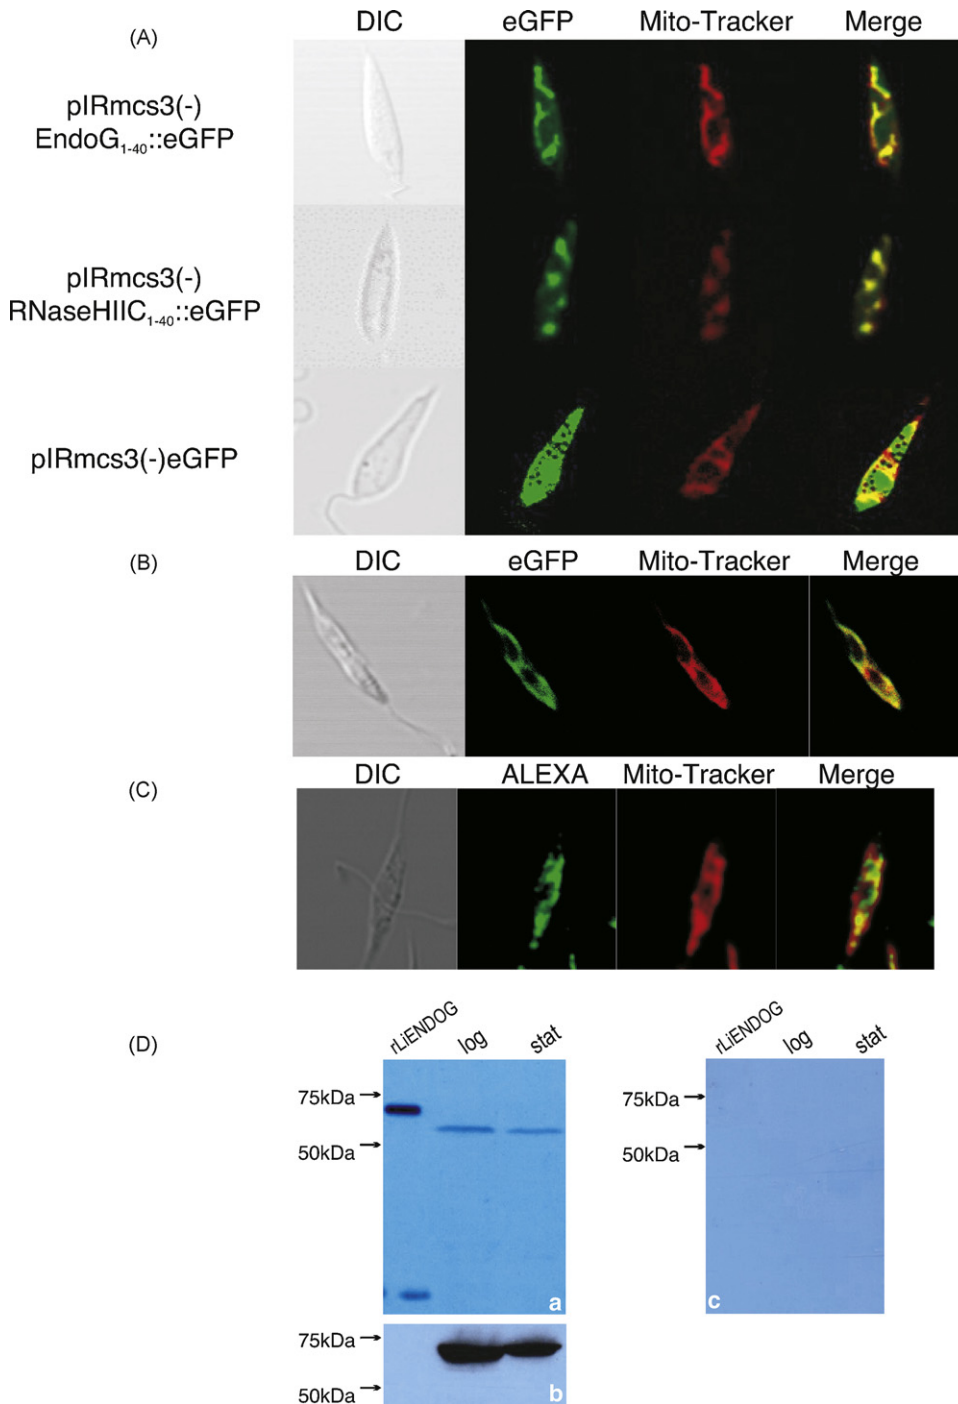 (A)
DIC eGFP Mito-Tracker Merge
pIRmcs3(-)
EndoG₁₋₄₀::eGFP
pIRmcs3(-)
RNaseHIIC₁₋₄₀::eGFP
pIRmcs3(-)eGFP
(B)
DIC eGFP Mito-Tracker Merge
(C)
DIC ALEXA Mito-Tracker Merge
(D)
rLiENDOG log stat
75kDa
50kDa
a
75kDa
50kDa
b
rLiENDOG log stat
75kDa
50kDa
c